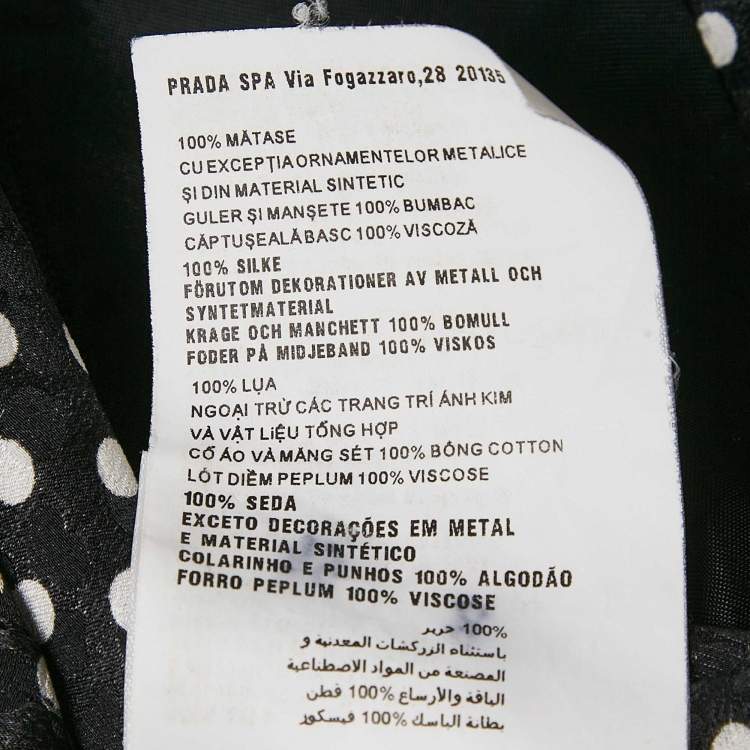 PRADA SPA Via Fogazzaro,28 20135
100% MĂTASE
CU EXCEPŢIA ORNAMENTELOR METALICE
ŞI DIN MATERIAL SINTETIC
GULER ŞI MANŞETE 100% BUMBAC
CĂPTUŞEALĂ BASC 100% VISCOZĂ
100% SILKE
FÖRUTOM DEKORATIONER AV METALL OCH
SYNTETMATERIAL
KRAGE OCH MANCHETT 100% BOMULL
FODER PÅ MIDJEBAND 100% VISKOS
100% LỤA
NGOẠI TRỪ CÁC TRANG TRÍ ÁNH KIM
VÀ VẬT LIỆU TỔNG HỢP
CỔ ÁO VÀ MĂNG SÉT 100% BÔNG COTTON
LÓT DIỀM PEPLUM 100% VISCOSE
100% SEDA
EXCETO DECORAÇÕES EM METAL
E MATERIAL SINTÉTICO
COLARINHO E PUNHOS 100% ALGODÃO
FORRO PEPLUM 100% VISCOSE
100% حرير
باستثناء الزركشات المعدنية و
المصنعة من المواد الاصطناعية
الياقة والأرساع 100% قطن
بطانة الباسك 100% فيسكوز